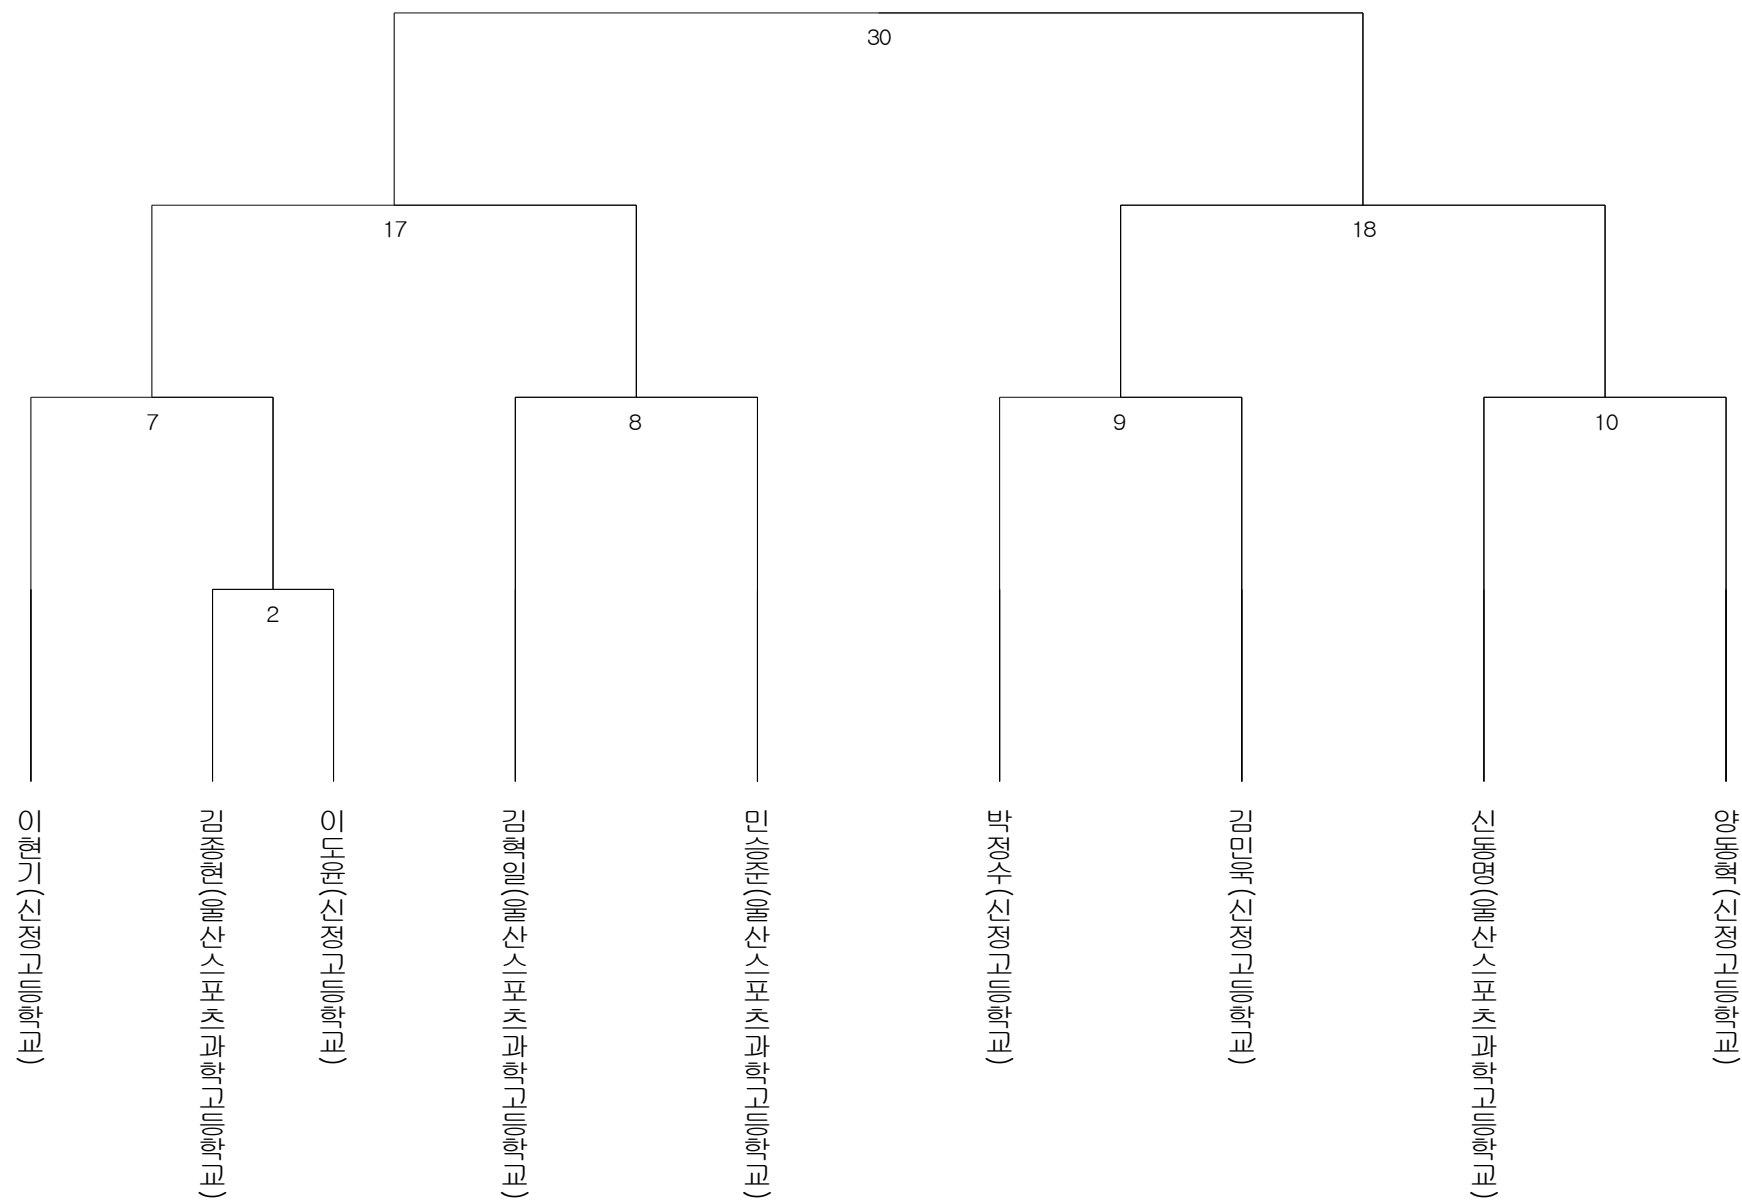 30
17
18
7
8
9
10
2
이현기(신정고등학교)
김종현(울산스포츠과학고등학교)
이도윤(신정고등학교)
김혁일(울산스포츠과학고등학교)
민승준(울산스포츠과학고등학교)
박정수(신정고등학교)
김민욱(신정고등학교)
신동명(울산스포츠과학고등학교)
양동혁(신정고등학교)